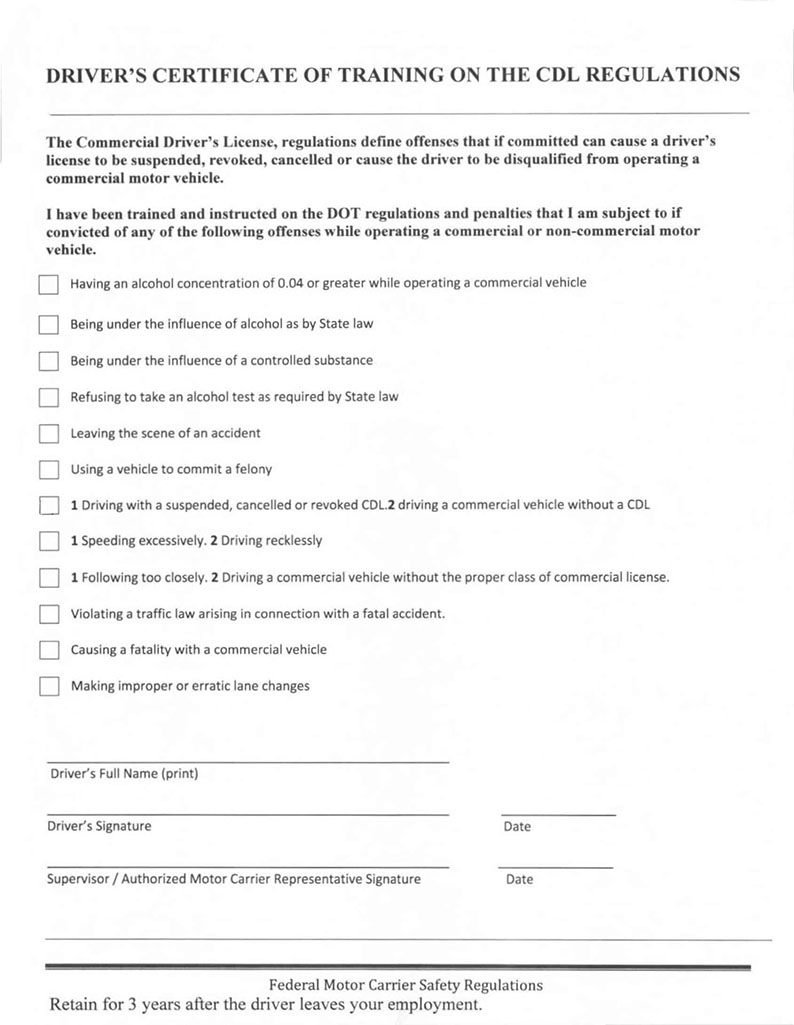 DRIVER'S CERTIFICATE OF TRAINING ON THE CDL REGULATIONS
The Commercial Driver's License, regulations define offenses that if committed can cause a driver's
license to be suspended, revoked, cancelled or cause the driver to be disqualified from operating a
commercial motor vehicle.
I have been trained and instructed on the DOT regulations and penalties that I am subject to if
convicted of any of the following offenses while operating a commercial or non-commercial motor
vehicle.
Having an alcohol concentration of 0.04 or greater while operating a commercial vehicle
Being under the influence of alcohol as by State law
Being under the influence of a controlled substance
Refusing to take an alcohol test as required by State law
Leaving the scene of an accident
Using a vehicle to commit a felony
1 Driving with a suspended, cancelled or revoked CDL.2 driving a commercial vehicle without a CDL
1 Speeding excessively. 2 Driving recklessly
1 Following too closely. 2 Driving a commercial vehicle without the proper class of commercial license.
Violating a traffic law arising in connection with a fatal accident.
Causing a fatality with a commercial vehicle
Making improper or erratic lane changes
Driver's Full Name (print)
Driver's Signature Date
Supervisor / Authorized Motor Carrier Representative Signature Date
Federal Motor Carrier Safety Regulations
Retain for 3 years after the driver leaves your employment.